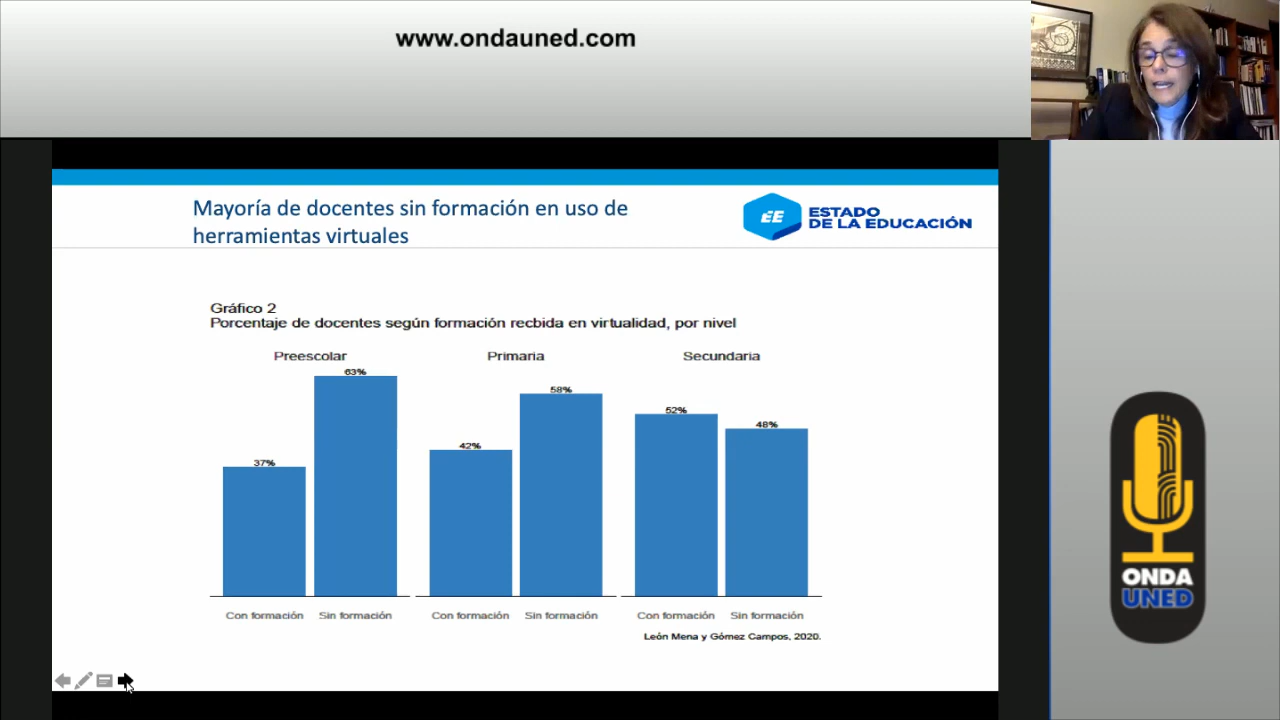 www.ondauned.com
Mayoría de docentes sin formación en uso de
herramientas virtuales
EE
ESTADO
DE LA EDUCACIÓN
Gráfico 2
Porcentaje de docentes según formación recbida en virtualidad, por nivel
Preescolar Primaria Secundaria
37% 63% 42% 58% 52% 48%
Con formación Sin formación Con formación Sin formación Con formación Sin formación
León Mena y Gómez Campos, 2020.
ONDA
UNED